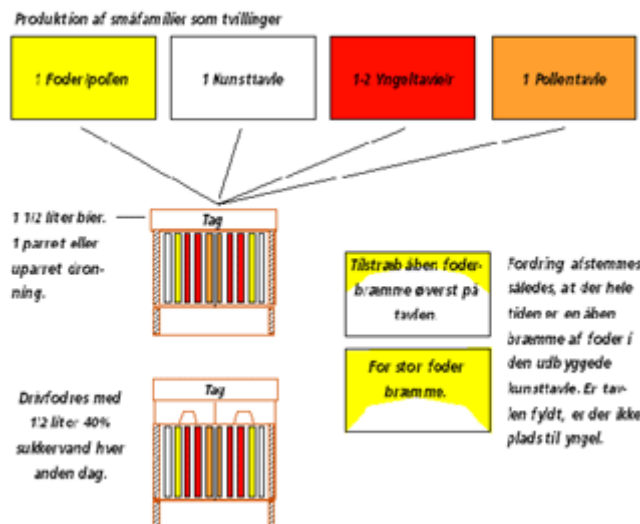 Produktion af småfamilier som tvillinger
1 Foder/pollen
1 Kunsttavle
1-2 Yngeltavle/r
1 Pollentavle
1 1/2 liter bier.
1 parret eller
uparret dron-
ning.
Tag
Tilstræb åben foder-
bræmme øverst på
tavlen.
For stor foder
bræmme.
Fordring afstemmes
således, at der hele
tiden er en åben
bræmme af foder i
den udbyggede
kunsttavle. Er tav-
len fyldt, er der ikke
plads til yngel.
Drivfodres med
1/2 liter 40%
sukkervand hver
anden dag.
Tag